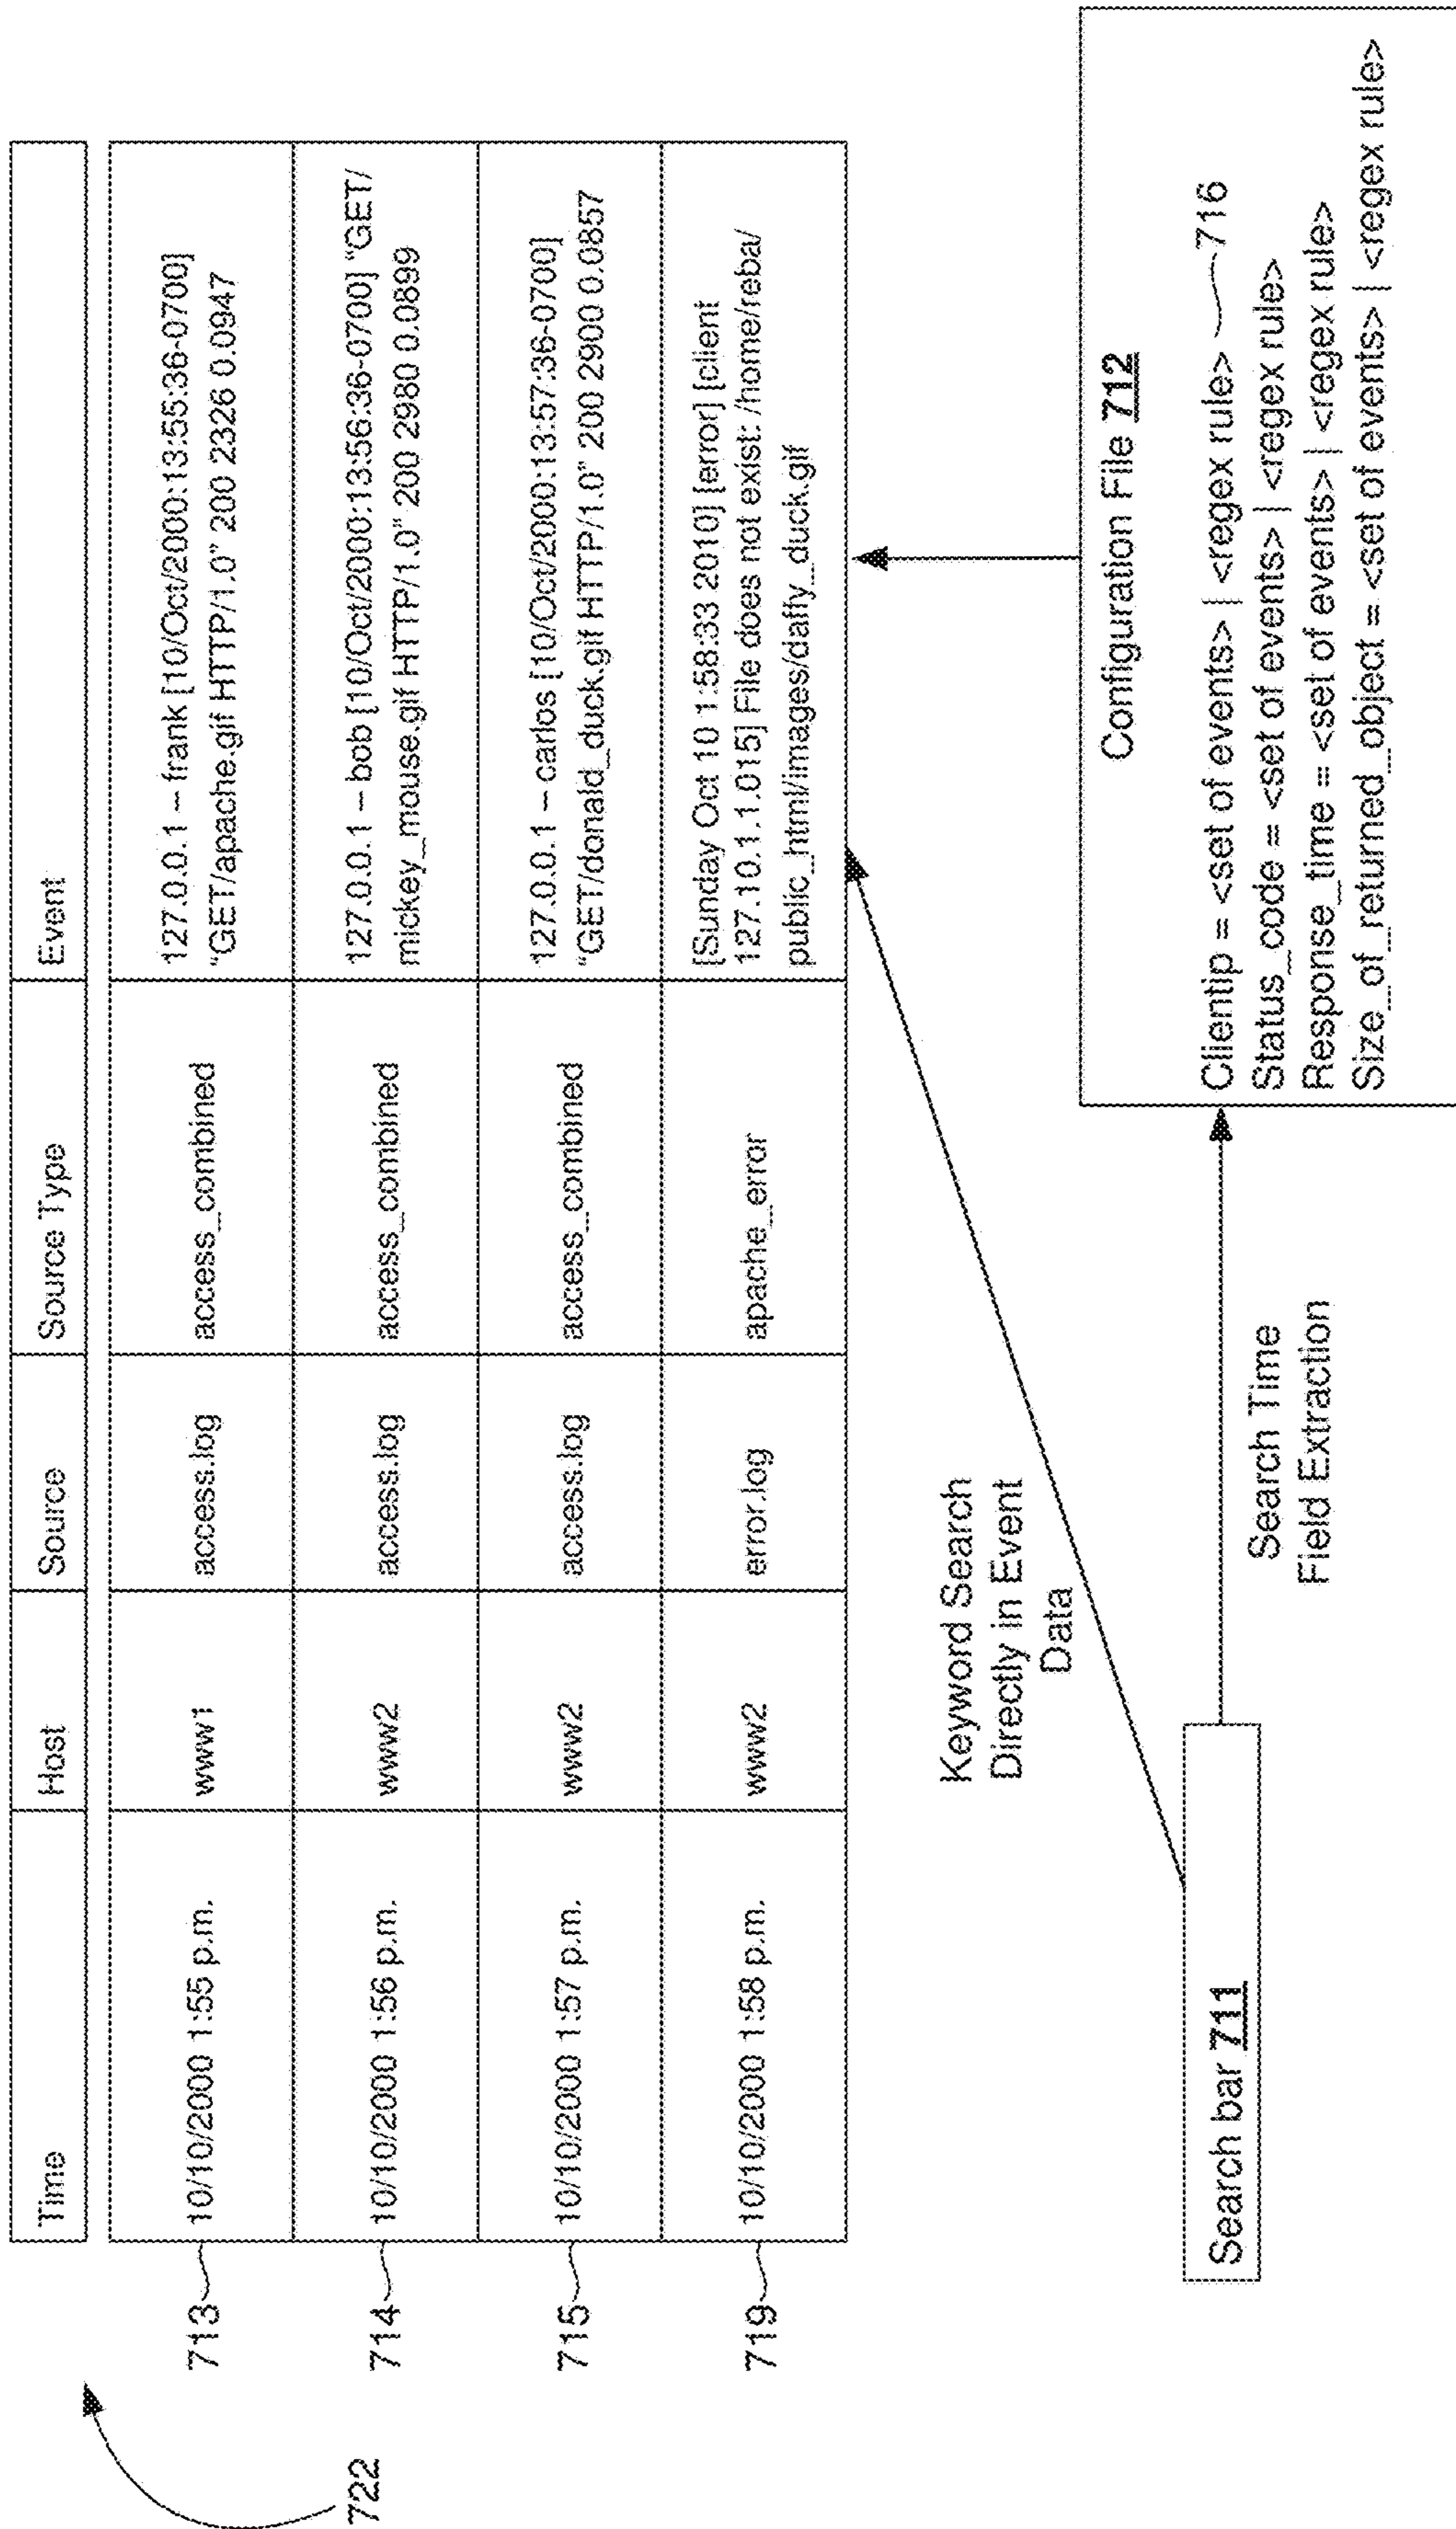 Time Host Source Source Type Event
713 10/10/2000 1:55 p.m. www1 access.log access_combined 127.0.0.1 – frank [10/Oct/2000:13:55:36-0700]
"GET/apache.gif HTTP/1.0" 200 2326 0.0947
714 10/10/2000 1:56 p.m. www2 access.log access_combined 127.0.0.1 – bob [10/Oct/2000:13:56:36-0700] "GET/
mickey_mouse.gif HTTP/1.0" 200 2980 0.0899
715 10/10/2000 1:57 p.m. www2 access.log access_combined 127.0.0.1 – carlos [10/Oct/2000:13:57:36-0700]
"GET/donald_duck.gif HTTP/1.0" 200 2900 0.0857
719 10/10/2000 1:58 p.m. www2 error.log apache_error [Sunday Oct 10 1:58:33 2010] [error] [client
127.10.1.1.015] File does not exist: /home/reba/
public_html/images/daffy_duck.gif
722
Keyword Search
Directly in Event
Data
Search bar 711
Search Time
Field Extraction
Configuration File 712
Clientip = <set of events> | <regex rule> 716
Status_code = <set of events> | <regex rule>
Response_time = <set of events> | <regex rule>
Size_of_returned_object = <set of events> | <regex rule>